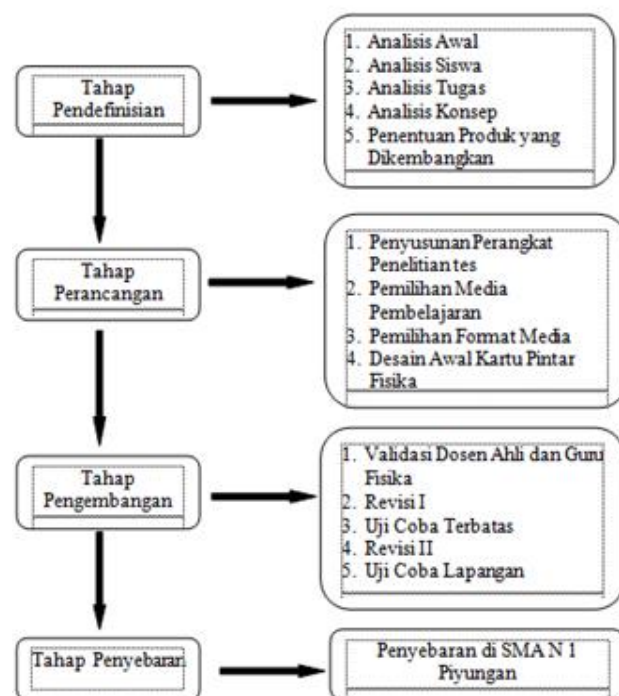 Tahap
Pendefinisian
1. Analisis Awal
2. Analisis Siswa
3. Analisis Tugas
4. Analisis Konsep
5. Penentuan Produk yang
Dikembangkan
Tahap
Perancangan
1. Penyusunan Perangkat
Penelitian tes
2. Pemilihan Media
Pembelajaran
3. Pemilihan Format Media
4. Desain Awal Kartu Pintar
Fisika
Tahap
Pengembangan
1. Validasi Dosen Ahli dan Guru
Fisika
2. Revisi I
3. Uji Coba Terbatas
4. Revisi II
5. Uji Coba Lapangan
Tahap Penyebaran
Penyebaran di SMA N 1
Piyungan